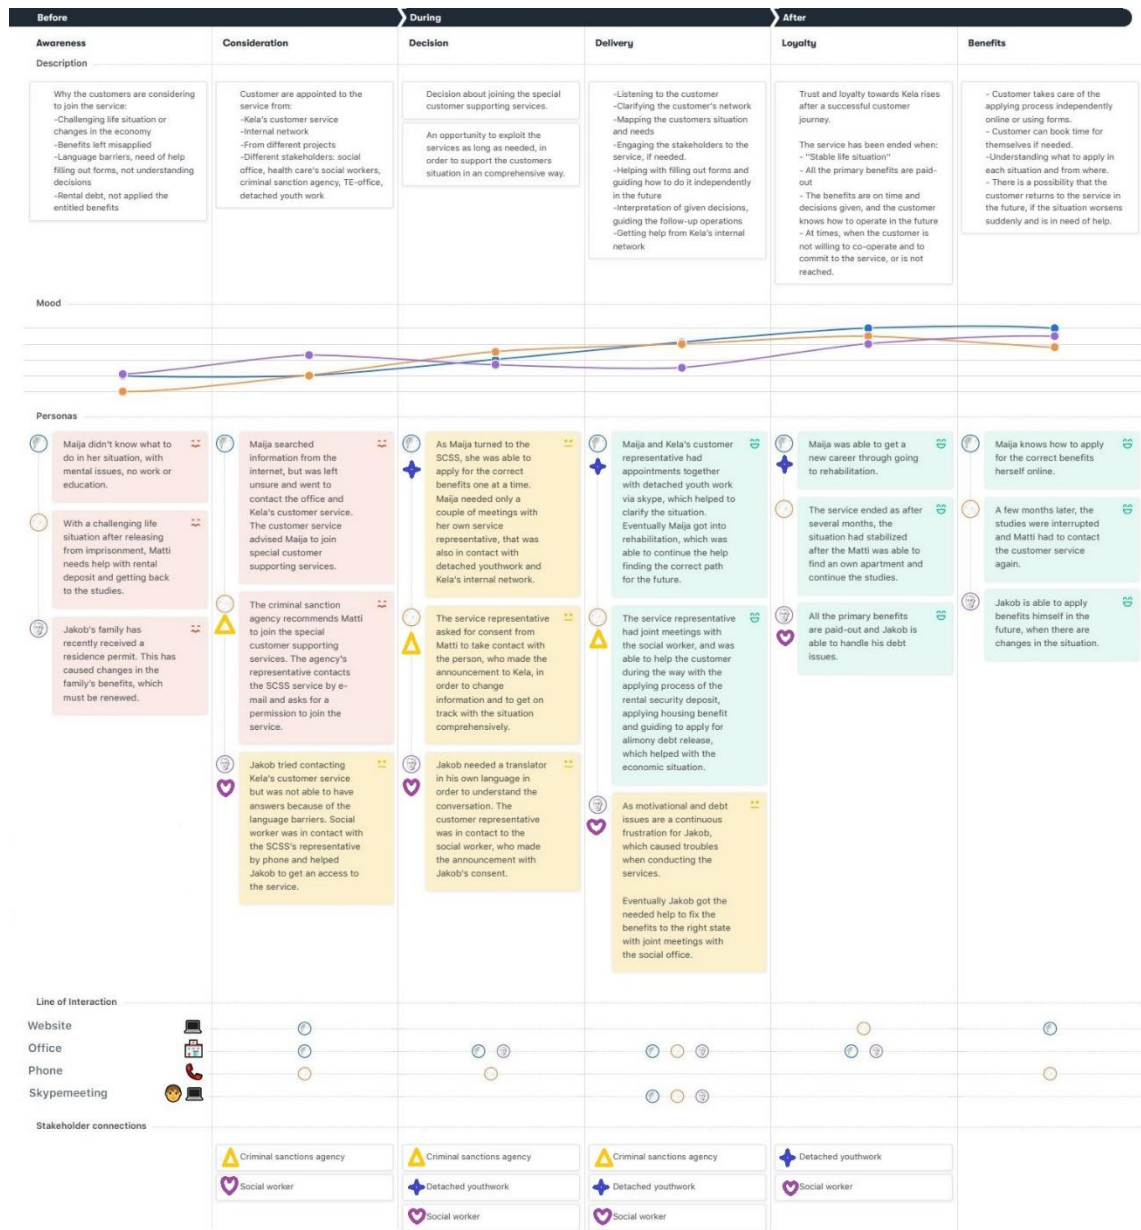 Before
During
After
Awareness
Consideration
Decision
Delivery
Loyalty
Benefits
Description
Why the customers are considering
to join the service:
-Challenging life situation or
changes in the economy
-Benefits left misapplied
-Language barriers, need of help
filling out forms, not understanding
decisions
-Rental debt, not applied the
entitled benefits
Customer are appointed to the
service from:
-Kela's customer service
-Internal network
-From different projects
-Different stakeholders: social
office, health care's social workers,
criminal sanction agency, TE-office,
detached youth work
Decision about joining the special
customer supporting services.
An opportunity to exploit the
services as long as needed, in
order to support the customers
situation in an comprehensive way.
-Listening to the customer
-Clarifying the customer's network
-Mapping the customers situation
and needs
-Engaging the stakeholders to the
service, if needed.
-Helping with filling out forms and
guiding how to do it independently
in the future
-Interpretation of given decisions,
guiding the follow-up operations
-Getting help from Kela's internal
network
Trust and loyalty towards Kela rises
after a successful customer
journey.
The service has been ended when:
- "Stable life situation"
- All the primary benefits are paid-
out
- The benefits are on time and
decisions given, and the customer
knows how to operate in the future
- At times, when the customer is
not willing to co-operate and to
commit to the service, or is not
reached.
- Customer takes care of the
applying process independently
online or using forms.
- Customer can book time for
themselves if needed.
-Understanding what to apply in
each situation and from where.
- There is a possibility that the
customer returns to the service in
the future, if the situation worsens
suddenly and is in need of help.
Mood
Personas
Maija didn't know what to
do in her situation, with
mental issues, no work or
education.
With a challenging life
situation after releasing
from imprisonment, Matti
needs help with rental
deposit and getting back
to the studies.
Jakob's family has
recently received a
residence permit. This has
caused changes in the
family's benefits, which
must be renewed.
Maija searched
information from the
internet, but was left
unsure and went to
contact the office and
Kela's customer service.
The customer service
advised Maija to join
special customer
supporting services.
The criminal sanction
agency recommends Matti
to join the special
customer supporting
services. The agency's
representative contacts
the SCSS service by e-
mail and asks for a
permission to join the
service.
Jakob tried contacting
Kela's customer service
but was not able to have
answers because of the
language barriers. Social
worker was in contact with
the SCSS's representative
by phone and helped
Jakob to get an access to
the service.
As Maija turned to the
SCSS, she was able to
apply for the correct
benefits one at a time.
Maija needed only a
couple of meetings with
her own service
representative, that was
also in contact with
detached youthwork and
Kela's internal network.
The service representative
asked for consent from
Matti to take contact with
the person, who made the
announcement to Kela, in
order to change
information and to get on
track with the situation
comprehensively.
Jakob needed a translator
in his own language in
order to understand the
conversation. The
customer representative
was in contact to the
social worker, who made
the announcement with
Jakob's consent.
Maija and Kela's customer
representative had
appointments together
with detached youth work
via skype, which helped to
clarify the situation.
Eventually Maija got into
rehabilitation, which was
able to continue the help
finding the correct path
for the future.
The service representative
had joint meetings with
the social worker, and was
able to help the customer
during the way with the
applying process of the
rental security deposit,
applying housing benefit
and guiding to apply for
alimony debt release,
which helped with the
economic situation.
As motivational and debt
issues are a continuous
frustration for Jakob,
which caused troubles
when conducting the
services.
Eventually Jakob got the
needed help to fix the
benefits to the right state
with joint meetings with
the social office.
Maija was able to get a
new career through going
to rehabilitation.
The service ended as after
several months, the
situation had stabilized
after the Matti was able to
find an own apartment and
continue the studies.
All the primary benefits
are paid-out and Jakob is
able to handle his debt
issues.
Maija knows how to apply
for the correct benefits
herself online.
A few months later, the
studies were interrupted
and Matti had to contact
the customer service
again.
Jakob is able to apply
benefits himself in the
future, when there are
changes in the situation.
Line of Interaction
Website
Office
Phone
Skypemeeting
Stakeholder connections
Criminal sanctions agency
Social worker
Criminal sanctions agency
Detached youthwork
Social worker
Criminal sanctions agency
Detached youthwork
Social worker
Detached youthwork
Social worker